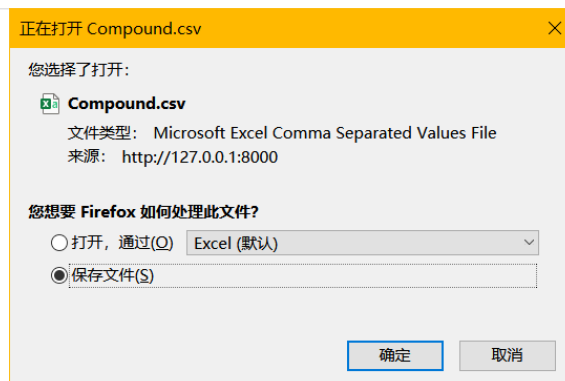 正在打开 Compound.csv
您选择了打开：
Compound.csv
文件类型： Microsoft Excel Comma Separated Values File
来源： http://127.0.0.1:8000
您想要 Firefox 如何处理此文件？
打开，通过(O) Excel (默认)
保存文件(S)
确定 取消